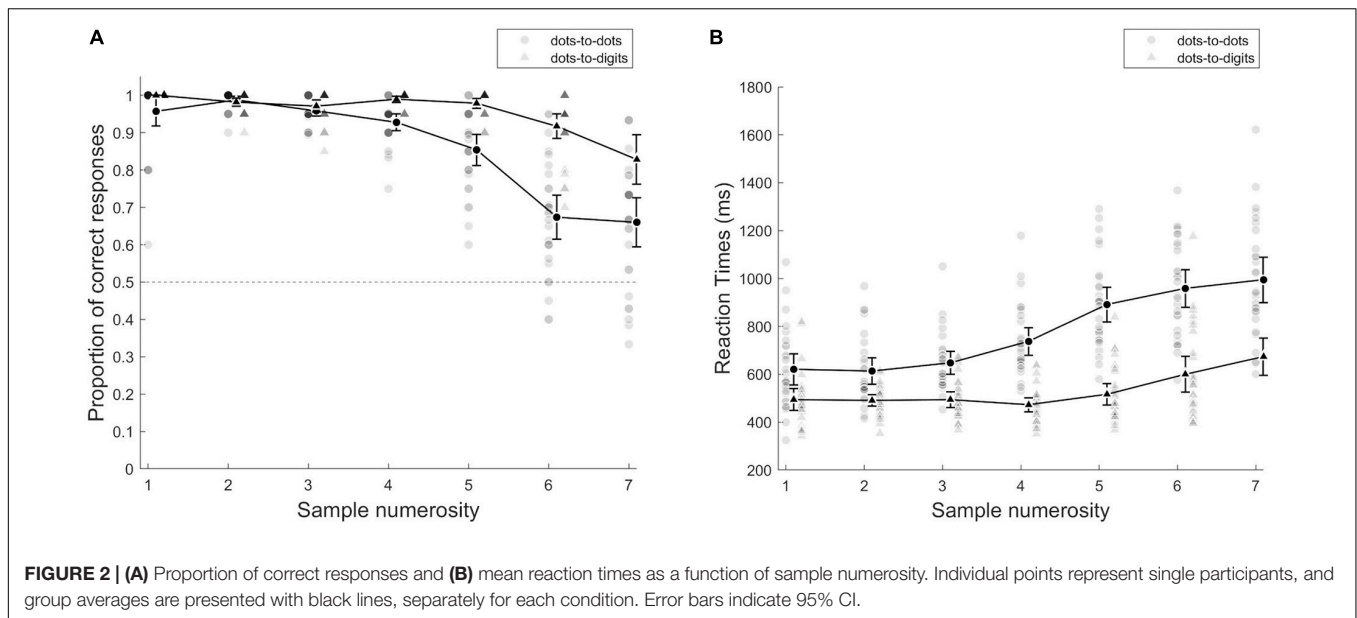 A
dots-to-dots
dots-to-digits
Proportion of correct responses
1
0.9
0.8
0.7
0.6
0.5
0.4
0.3
0.2
0.1
0
1 2 3 4 5 6 7
Sample numerosity
B
dots-to-dots
dots-to-digits
Reaction Times (ms)
1800
1600
1400
1200
1000
800
600
400
200
1 2 3 4 5 6 7
Sample numerosity
FIGURE 2 | (A) Proportion of correct responses and (B) mean reaction times as a function of sample numerosity. Individual points represent single participants, and
group averages are presented with black lines, separately for each condition. Error bars indicate 95% CI.